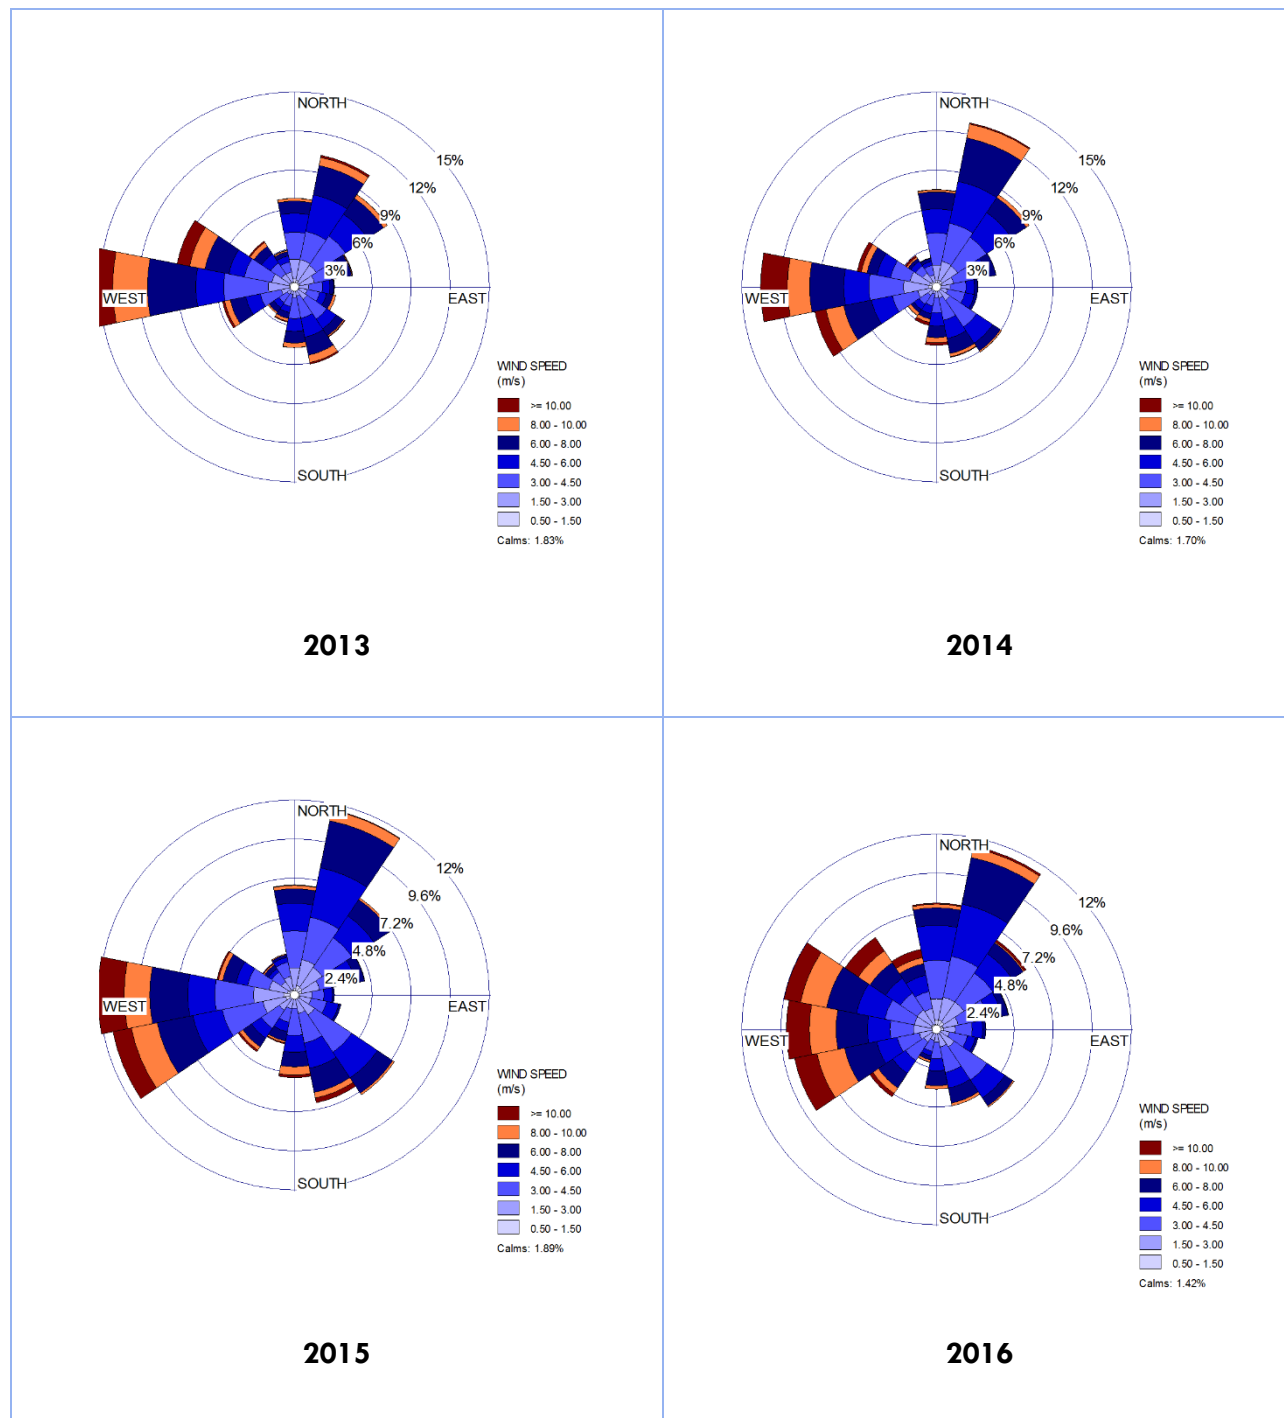 NORTH
15%
12%
9%
6%
3%
WEST
EAST
SOUTH
WIND SPEED
(m/s)
>= 10.00
8.00 - 10.00
6.00 - 8.00
4.50 - 6.00
3.00 - 4.50
1.50 - 3.00
0.50 - 1.50
Calms: 1.83%
2013
NORTH
15%
12%
9%
6%
3%
WEST
EAST
SOUTH
WIND SPEED
(m/s)
>= 10.00
8.00 - 10.00
6.00 - 8.00
4.50 - 6.00
3.00 - 4.50
1.50 - 3.00
0.50 - 1.50
Calms: 1.70%
2014
NORTH
12%
9.6%
7.2%
4.8%
2.4%
WEST
EAST
SOUTH
WIND SPEED
(m/s)
>= 10.00
8.00 - 10.00
6.00 - 8.00
4.50 - 6.00
3.00 - 4.50
1.50 - 3.00
0.50 - 1.50
Calms: 1.89%
2015
NORTH
12%
9.6%
7.2%
4.8%
2.4%
WEST
EAST
SOUTH
WIND SPEED
(m/s)
>= 10.00
8.00 - 10.00
6.00 - 8.00
4.50 - 6.00
3.00 - 4.50
1.50 - 3.00
0.50 - 1.50
Calms: 1.42%
2016